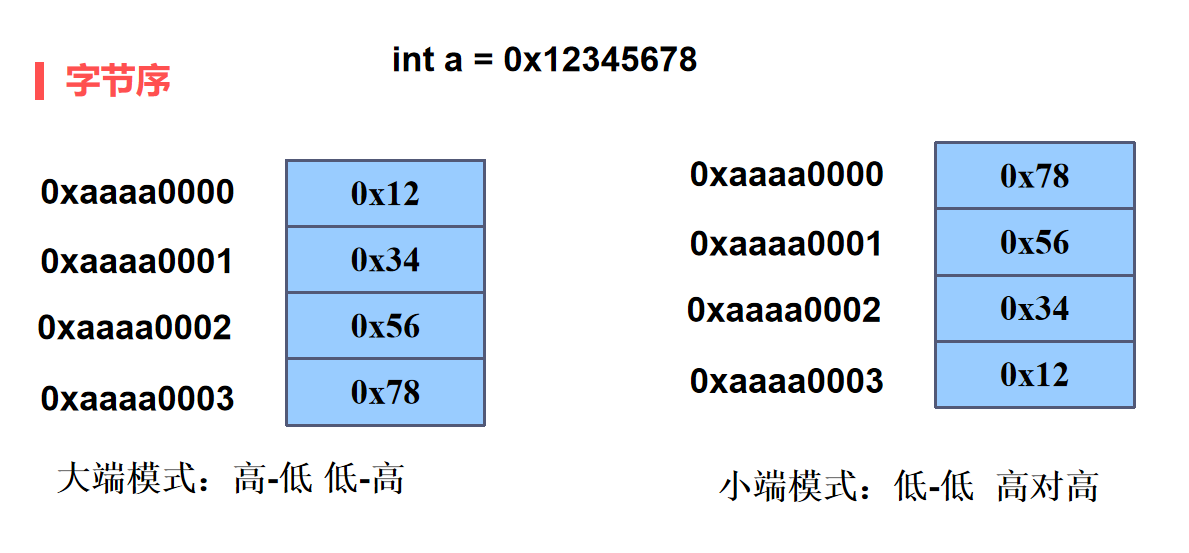 int a = 0x12345678
字节序
0xaaaa0000 0x12
0xaaaa0001 0x34
0xaaaa0002 0x56
0xaaaa0003 0x78
大端模式：高-低 低-高
0xaaaa0000 0x78
0xaaaa0001 0x56
0xaaaa0002 0x34
0xaaaa0003 0x12
小端模式：低-低 高对高